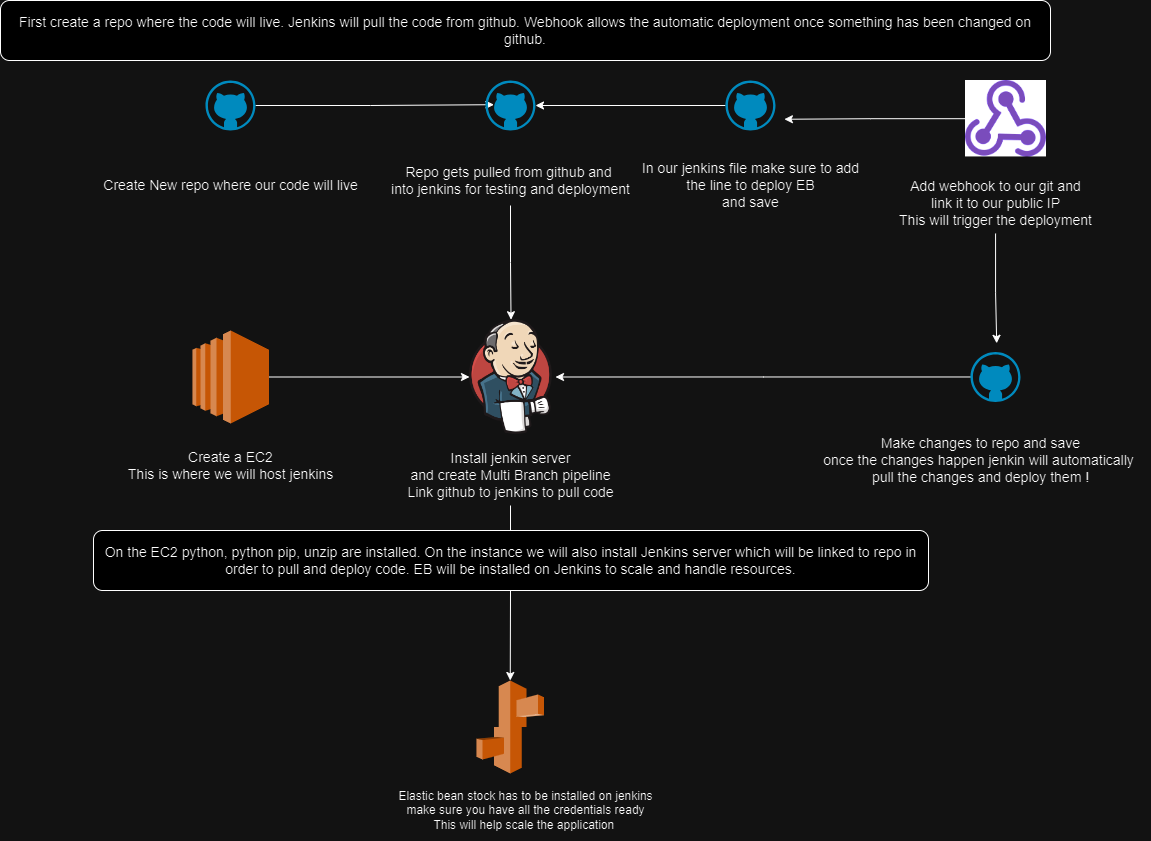 First create a repo where the code will live. Jenkins will pull the code from github. Webhook allows the automatic deployment once something has been changed on
github.
Create New repo where our code will live
Repo gets pulled from github and
into jenkins for testing and deployment
In our jenkins file make sure to add
the line to deploy EB
and save
Add webhook to our git and
link it to our public IP
This will trigger the deployment
Create a EC2
This is where we will host jenkins
Install jenkin server
and create Multi Branch pipeline
Link github to jenkins to pull code
Make changes to repo and save
once the changes happen jenkin will automatically
pull the changes and deploy them !
On the EC2 python, python pip, unzip are installed. On the instance we will also install Jenkins server which will be linked to repo in
order to pull and deploy code. EB will be installed on Jenkins to scale and handle resources.
Elastic bean stock has to be installed on jenkins
make sure you have all the credentials ready
This will help scale the application